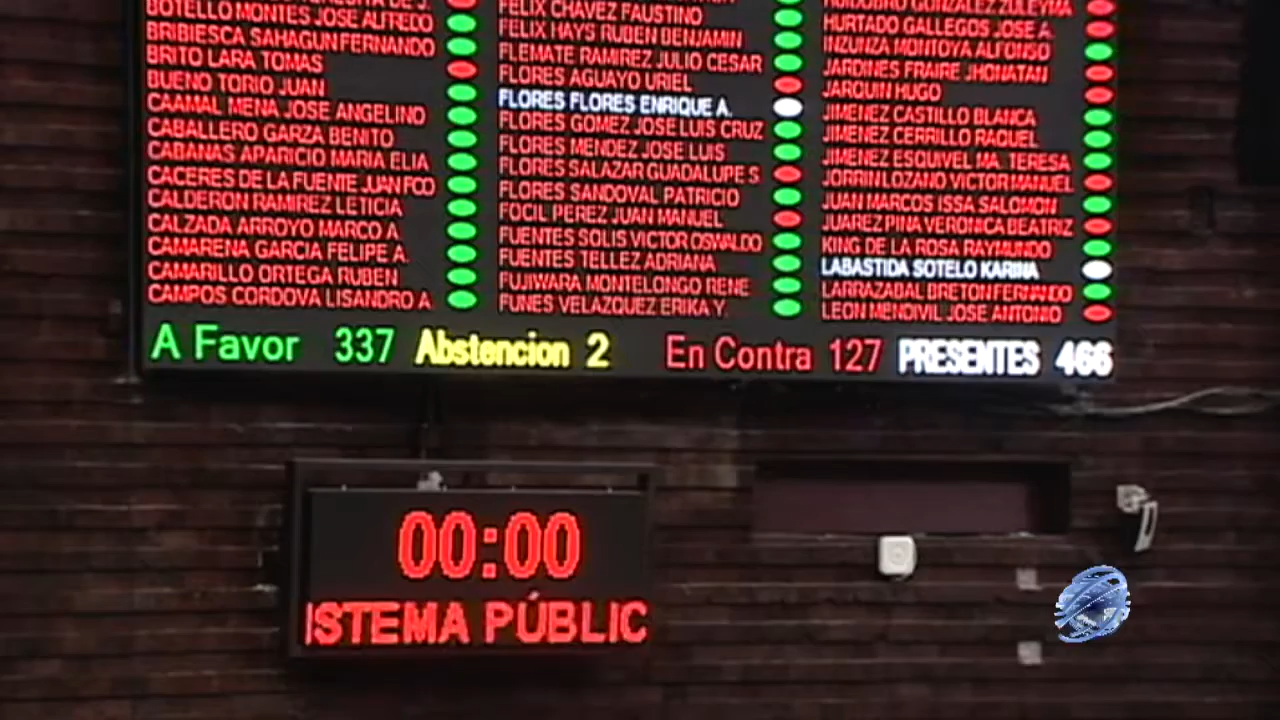 BOTELLO MONTES JOSE ALFREDO
BRIBIESCA SAHAGUN FERNANDO
BRITO LARA TOMAS
BUENO TORIO JUAN
CAAMAL MENA JOSE ANGELINO
CABALLERO GARZA BENITO
CABANAS APARICIO MARIA ELIA
CACERES DE LA FUENTE JUAN FCO
CALDERON RAMIREZ LETICIA
CALZADA ARROYO MARCO A
CAMARENA GARCIA FELIPE A.
CAMARILLO ORTEGA RUBEN
CAMPOS CORDOVA LISANDRO A
FELIX CHAVEZ FAUSTINO
FELIX HAYS RUBEN BENJAMIN
FLEMATE RAMIREZ JULIO CESAR
FLORES AGUAYO URIEL
FLORES FLORES ENRIQUE A.
FLORES GOMEZ JOSE LUIS CRUZ
FLORES MENDEZ JOSE LUIS
FLORES SALAZAR GUADALUPE S
FLORES SANDOVAL PATRICIO
FOCIL PEREZ JUAN MANUEL
FUENTES SOLIS VICTOR OSWALDO
FUENTES TELLEZ ADRIANA
FUJIWARA MONTELONGO RENE
FUNES VELAZQUEZ ERIKA Y.
HUIDOBRO GONZALEZ ZULEYMA
HURTADO GALLEGOS JOSE A.
INZUNZA MONTOYA ALFONSO
JARDINES FRAIRE JHONATAN
JARQUIN HUGO
JIMENEZ CASTILLO BLANCA
JIMENEZ CERRILLO RAQUEL
JIMENEZ ESQUIVEL MA. TERESA
JORRIN LOZANO VICTOR MANUEL
JUAN MARCOS ISSA SALOMON
JUAREZ PINA VERONICA BEATRIZ
KING DE LA ROSA RAYMUNDO
LABASTIDA SOTELO KARINA
LARRAZABAL BRETON FERNANDO
LEON MENDIVIL JOSE ANTONIO
A Favor 337 Abstencion 2 En Contra 127 PRESENTES 466
00:00
ISTEMA PÚBLIC